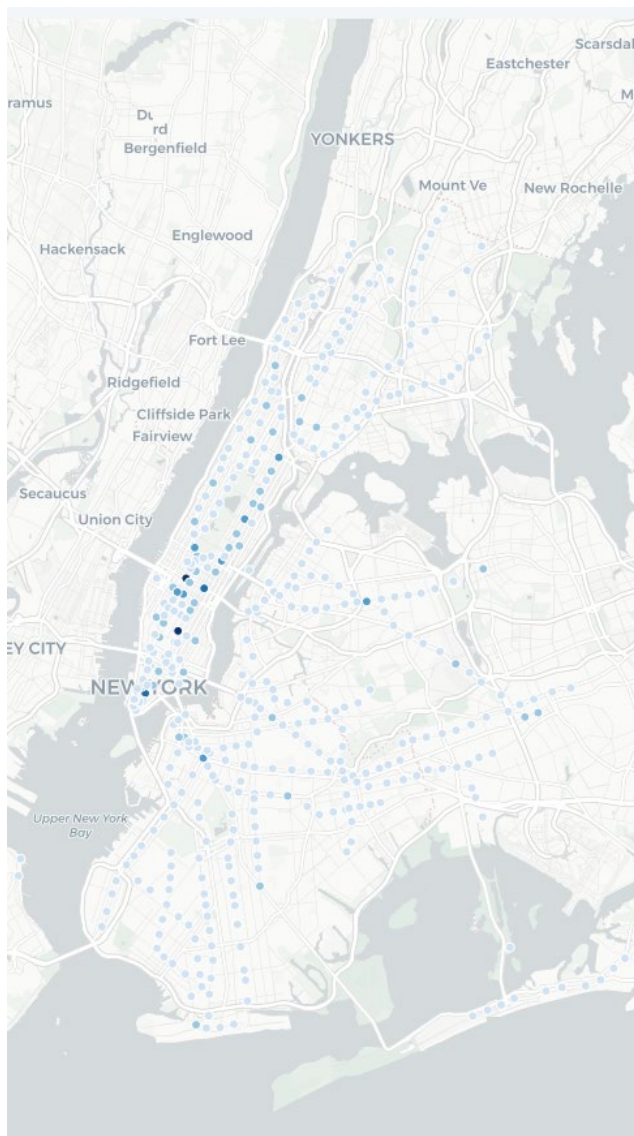 Scarsdal
Eastchester
ramus
M
Du
rd
Bergenfield
YONKERS
Mount Ve
New Rochelle
Englewood
Hackensack
Fort Lee
Ridgefield
Cliffside Park
Fairview
Secaucus
Union City
EY CITY
NEW YORK
Upper New York
Bay